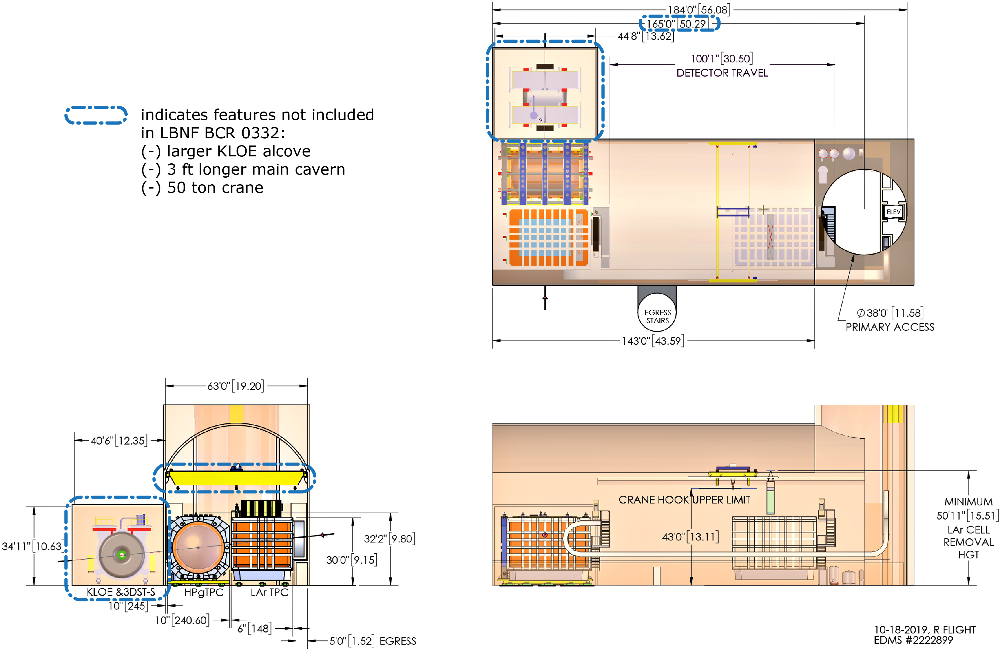 184'0"[56.08]
165'0"[50.29]
44'8"[13.62]
100'1"[30.50]
DETECTOR TRAVEL
indicates features not included
in LBNF BCR 0332:
(-) larger KLOE alcove
(-) 3 ft longer main cavern
(-) 50 ton crane
ELEV
EGRESS
STAIRS
Ø38'0"[11.58]
PRIMARY ACCESS
143'0"[43.59]
63'0"[19.20]
40'6"[12.35]
34'11"[10.63]
32'2"[9.80]
30'0"[9.15]
KLOE &3DST-S
HPgTPC
LAr TPC
10"[245]
10"[240.60]
6"[148]
5'0"[1.52] EGRESS
CRANE HOOK UPPER LIMIT
43'0"[13.11]
MINIMUM
50'11"[15.51]
LAr CELL
REMOVAL
HGT
10-18-2019, R FLIGHT
EDMS #2222899